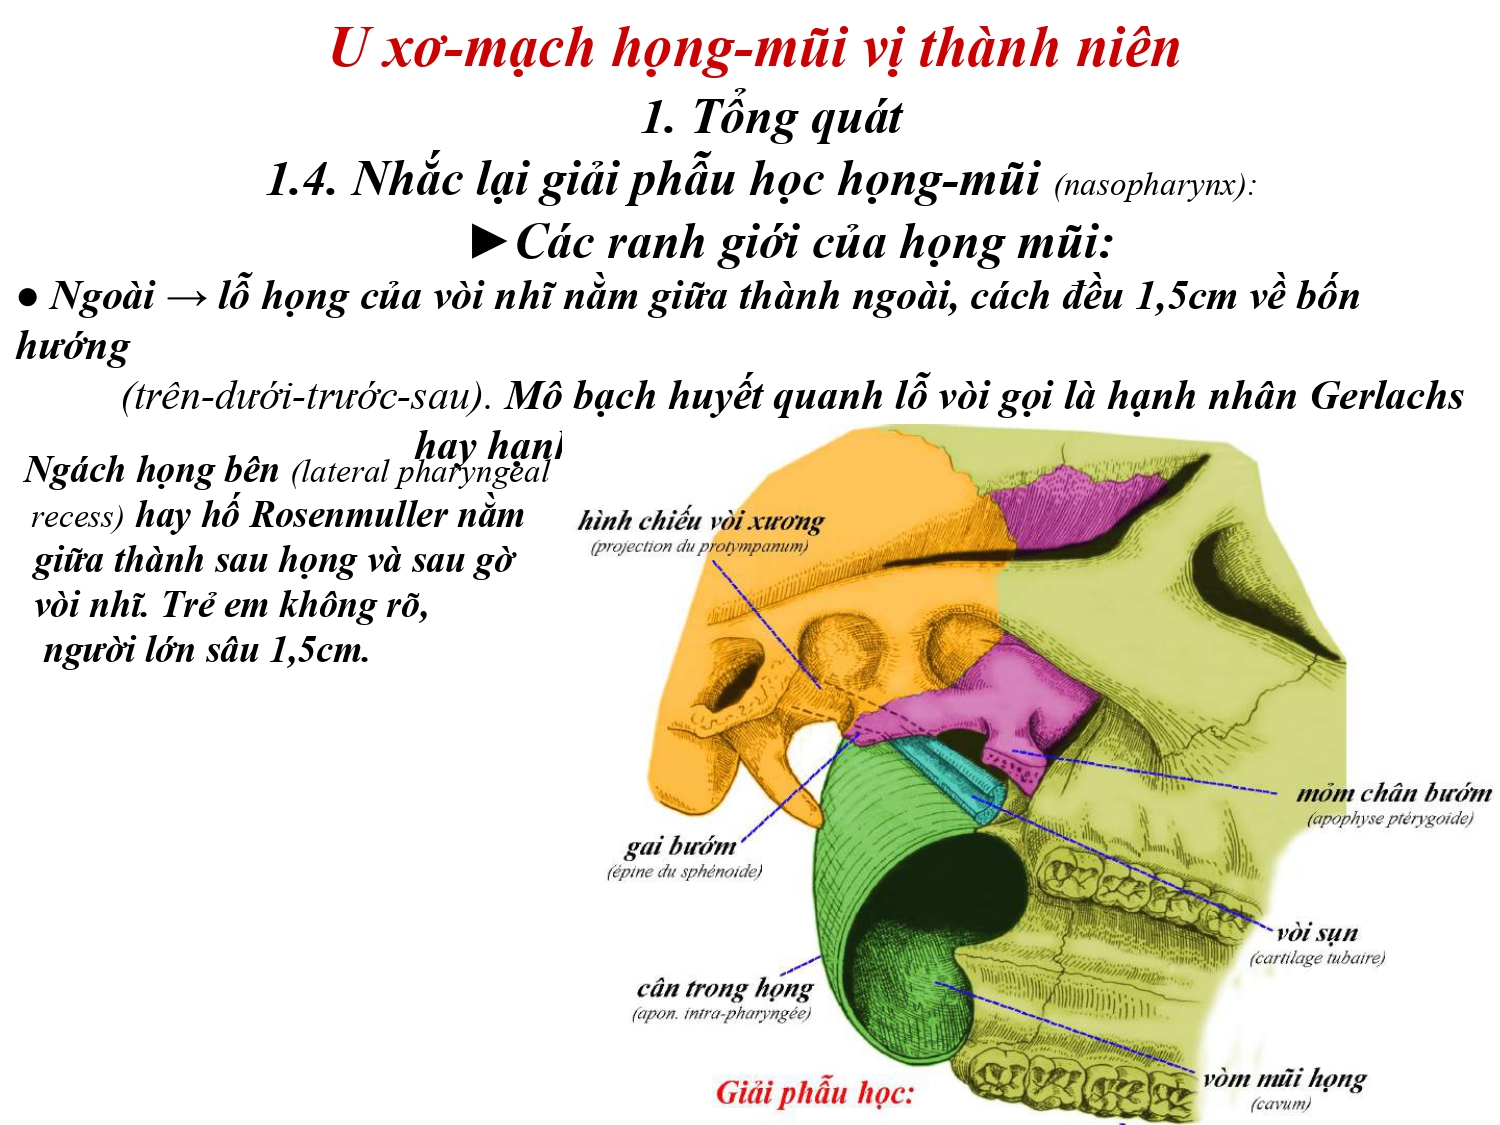 U xơ-mạch họng-mũi vị thành niên
1. Tổng quát
1.4. Nhắc lại giải phẫu học họng-mũi (nasopharynx):
►Các ranh giới của họng mũi:
● Ngoài → lỗ họng của vòi nhĩ nằm giữa thành ngoài, cách đều 1,5cm về bốn
hướng
(trên-dưới-trước-sau). Mô bạch huyết quanh lỗ vòi gọi là hạnh nhân Gerlachs
hay
Ngách họng bên (lateral pharyngeal
recess) hay hố Rosenmuller nằm
giữa thành sau họng và sau gờ
vòi nhĩ. Trẻ em không rõ,
người lớn sâu 1,5cm.
hình chiếu vòi xương
(projection du protympanum)
mỏm chân bướm
(apophyse ptérygoide)
gai bướm
(épine du sphénoide)
vòi sụn
(cartilage tubaire)
cân trong họng
(apon. intra-pharyngée)
vòm mũi họng
(cavum)
Giải phẫu học: